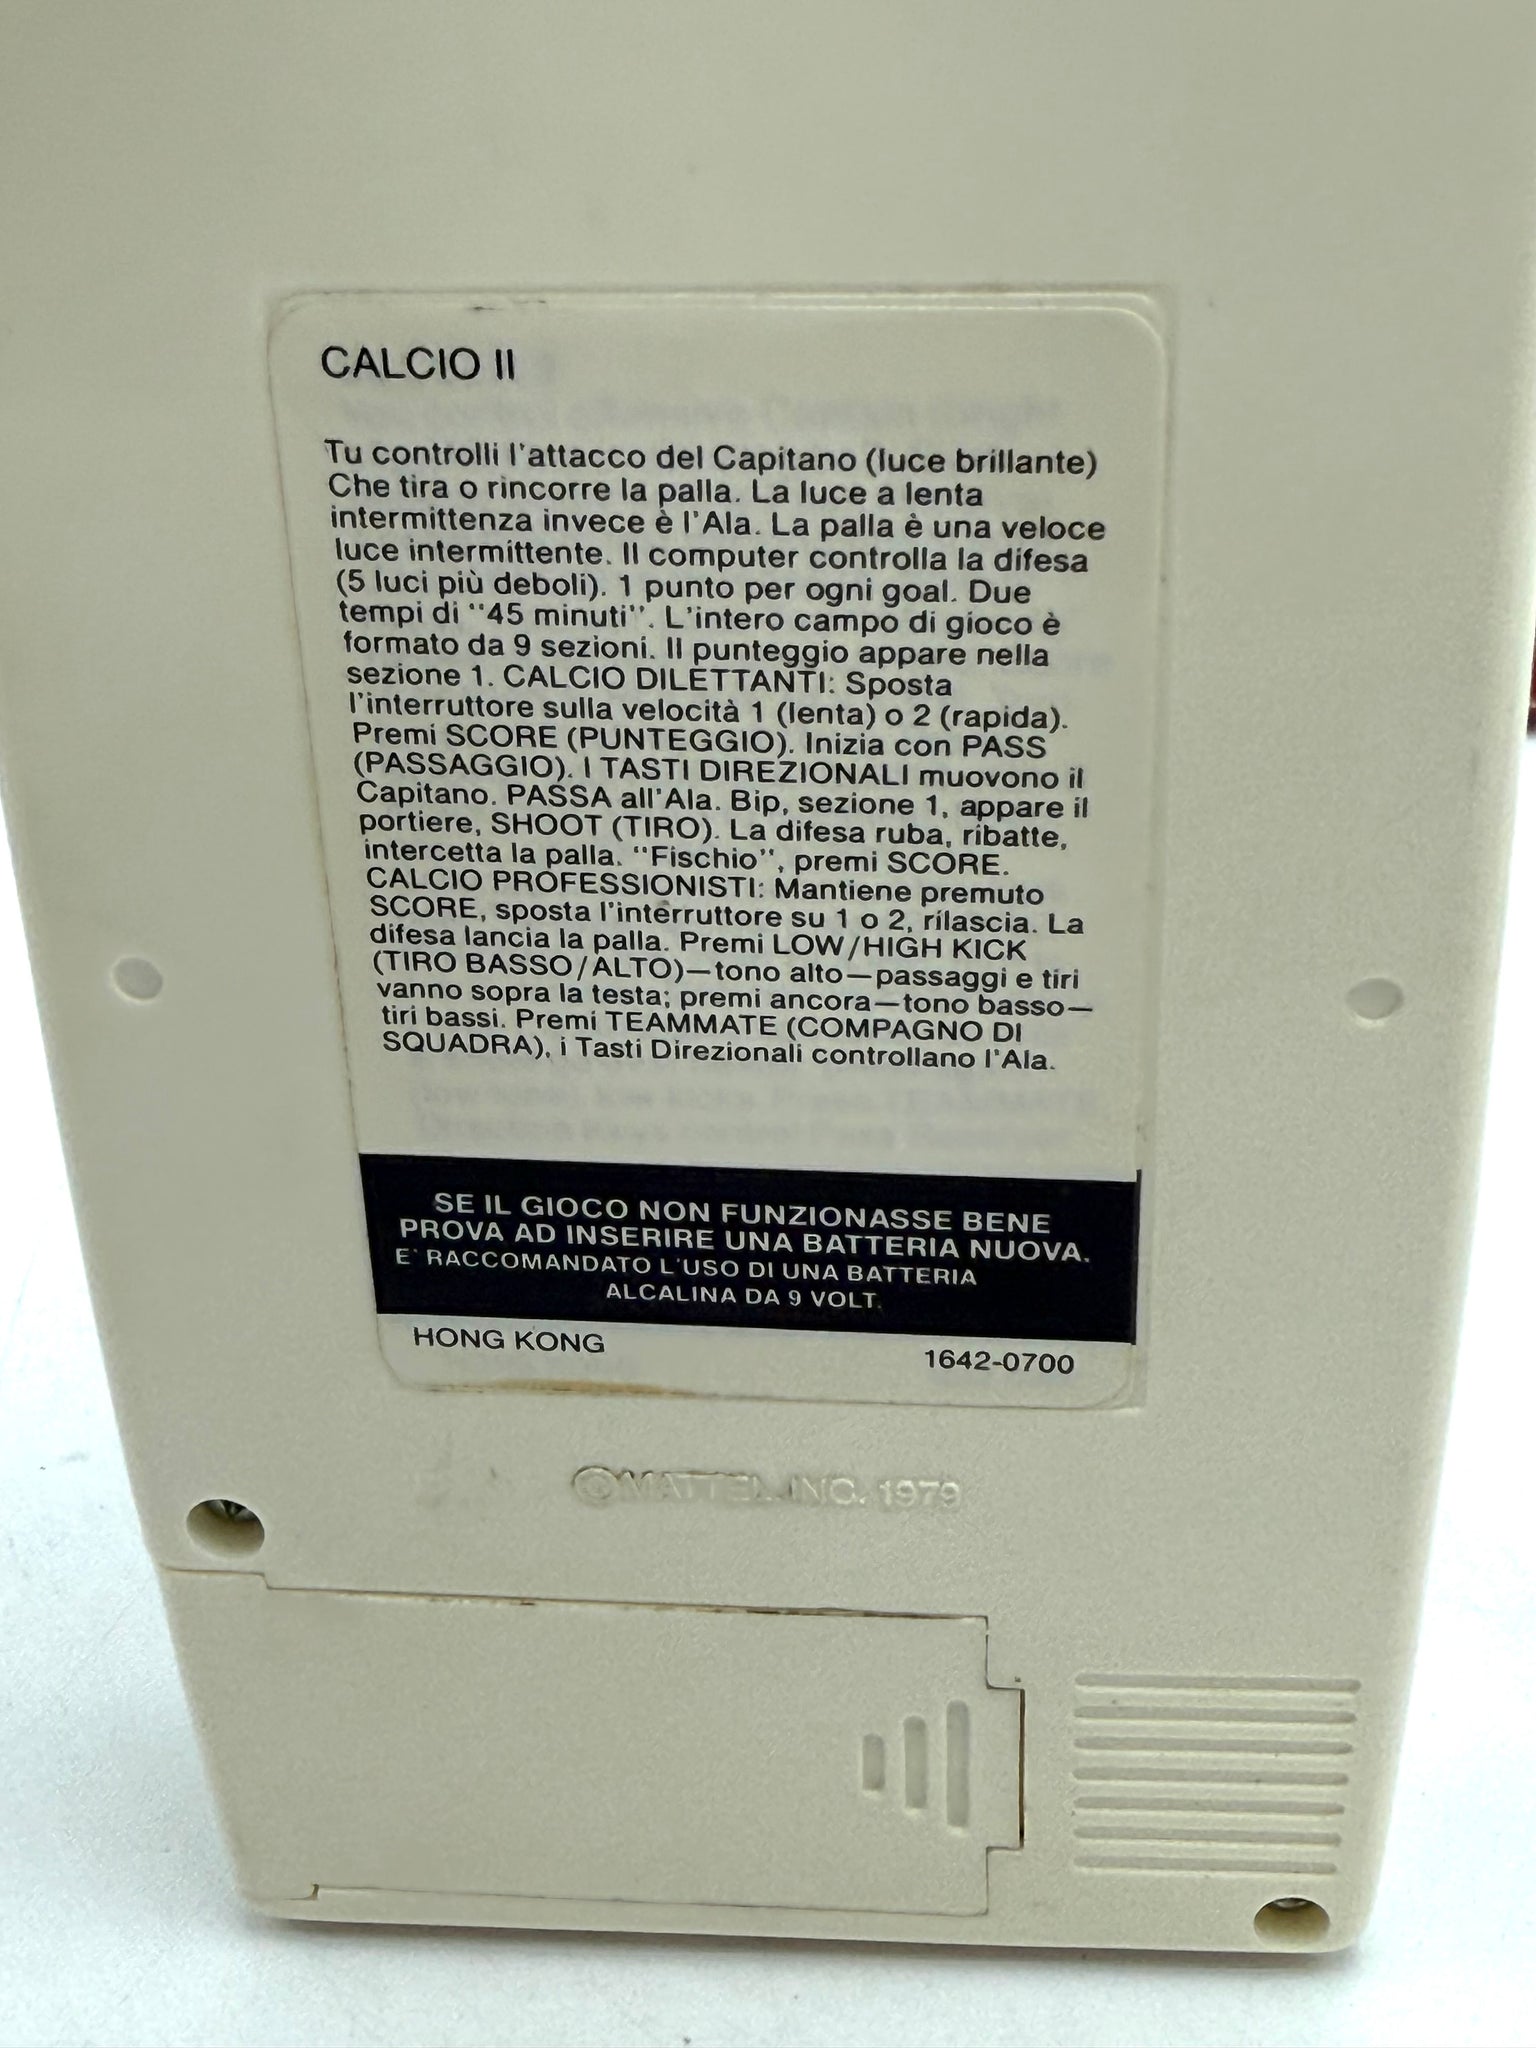 CALCIO II
Tu controlli l'attacco del Capitano (luce brillante)
Che tira o rincorre la palla. La luce a lenta
intermittenza invece è l'Ala. La palla è una veloce
luce intermittente. Il computer controlla la difesa
(5 luci più deboli). 1 punto per ogni goal. Due
tempi di "45 minuti". L'intero campo di gioco è
formato da 9 sezioni. Il punteggio appare nella
sezione 1. CALCIO DILETTANTI: Sposta
l'interruttore sulla velocità 1 (lenta) o 2 (rapida).
Premi SCORE (PUNTEGGIO). Inizia con PASS
(PASSAGGIO). I TASTI DIREZIONALI muovono il
Capitano. PASSA all'Ala. Bip, sezione 1, appare il
portiere, SHOOT (TIRO). La difesa ruba, ribatte,
intercetta la palla. "Fischio", premi SCORE.
CALCIO PROFESSIONISTI: Mantiene premuto
SCORE, sposta l'interruttore su 1 o 2, rilascia. La
difesa lancia la palla. Premi LOW/HIGH KICK
(TIRO BASSO/ALTO)—tono alto—passaggi e tiri
vanno sopra la testa; premi ancora—tono basso—
tiri bassi. Premi TEAMMATE (COMPAGNO DI
SQUADRA), i Tasti Direzionali controllano l'Ala.
SE IL GIOCO NON FUNZIONASSE BENE
PROVA AD INSERIRE UNA BATTERIA NUOVA.
E' RACCOMANDATO L'USO DI UNA BATTERIA
ALCALINA DA 9 VOLT.
HONG KONG
1642-0700
© MATTEL, INC. 1979